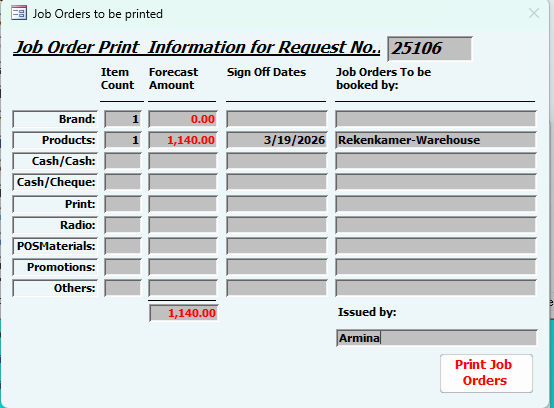 Job Orders to be printed
Job Order Print Information for Request No.. 25106
Item Count Forecast Amount Sign Off Dates Job Orders To be booked by:
Brand: 1 0.00
Products: 1 1,140.00 3/19/2026 Rekenkamer-Warehouse
Cash/Cash:
Cash/Cheque:
Print:
Radio:
POSMaterials:
Promotions:
Others:
1,140.00 Issued by:
Armina
Print Job
Orders